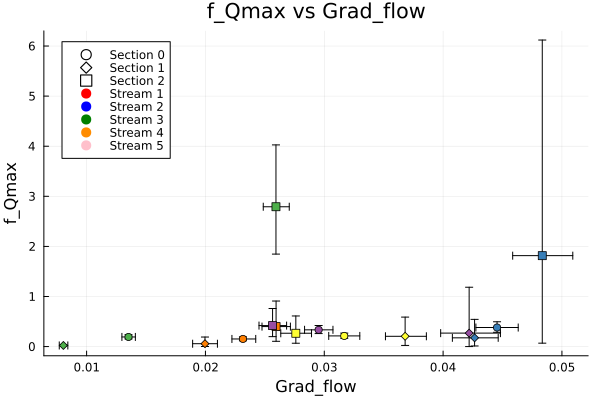 f_Qmax vs Grad_flow
6
5
4
3
2
1
0
f_Qmax
Section 0
Section 1
Section 2
Stream 1
Stream 2
Stream 3
Stream 4
Stream 5
0.01 0.02 0.03 0.04 0.05
Grad_flow